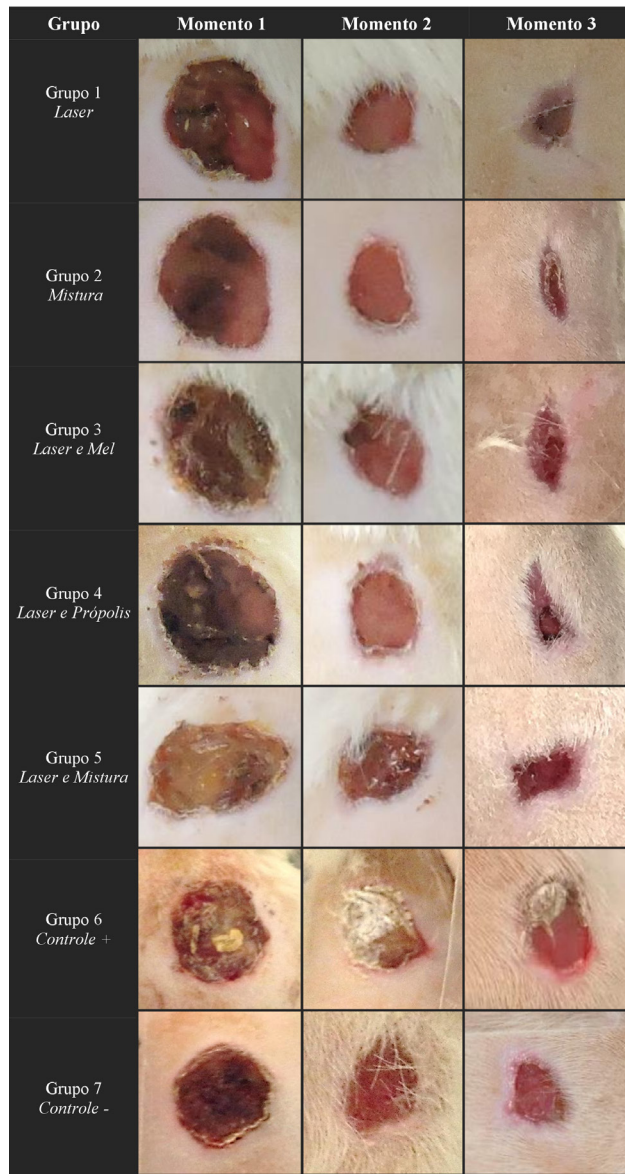 Grupo Momento 1 Momento 2 Momento 3
Grupo 1
Laser
Grupo 2
Mistura
Grupo 3
Laser e Mel
Grupo 4
Laser e Própolis
Grupo 5
Laser e Mistura
Grupo 6
Controle +
Grupo 7
Controle -